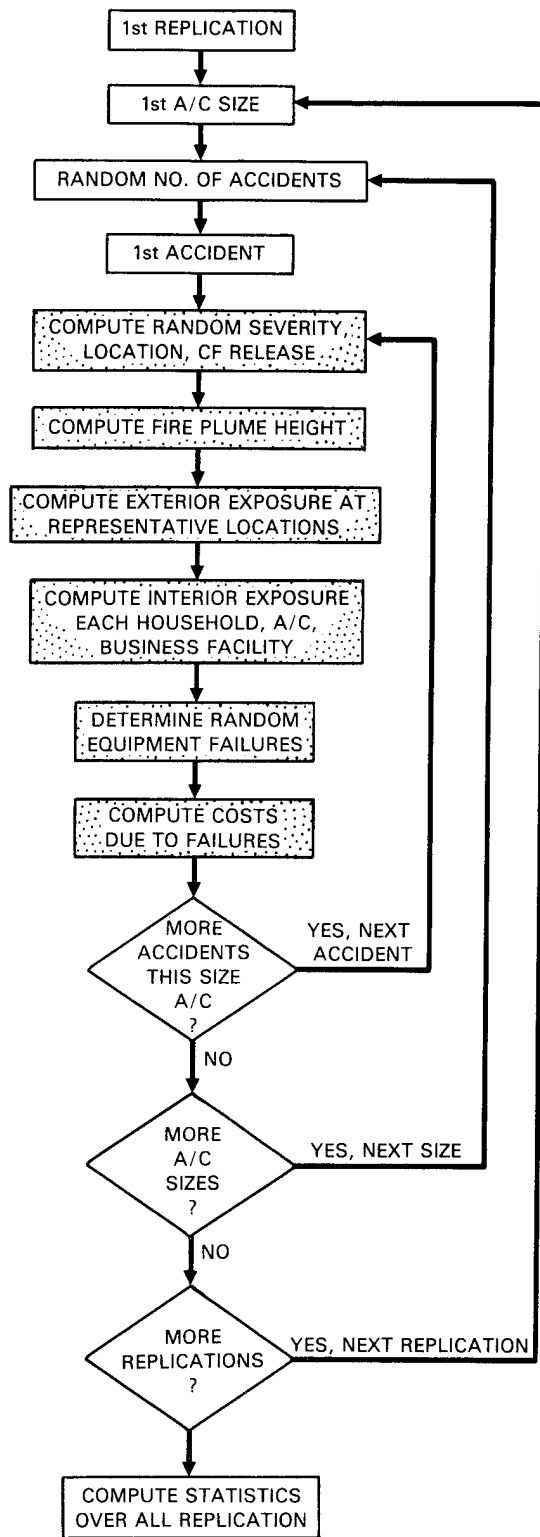 1st REPLICATION
1st A/C SIZE
RANDOM NO. OF ACCIDENTS
1st ACCIDENT
COMPUTE RANDOM SEVERITY,
LOCATION, CF RELEASE
COMPUTE FIRE PLUME HEIGHT
COMPUTE EXTERIOR EXPOSURE AT
REPRESENTATIVE LOCATIONS
COMPUTE INTERIOR EXPOSURE
EACH HOUSEHOLD, A/C,
BUSINESS FACILITY
DETERMINE RANDOM
EQUIPMENT FAILURES
COMPUTE COSTS
DUE TO FAILURES
MORE
ACCIDENTS
THIS SIZE
A/C
?
YES, NEXT
ACCIDENT
NO
MORE
A/C
SIZES
?
YES, NEXT SIZE
NO
MORE
REPLICATIONS
?
YES, NEXT REPLICATION
COMPUTE STATISTICS
OVER ALL REPLICATION